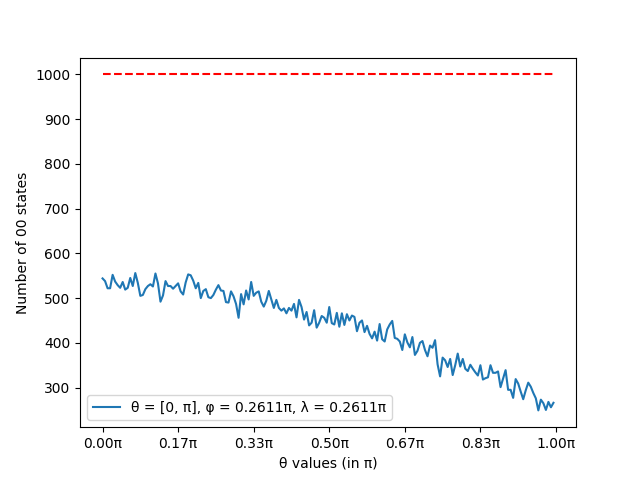 Number of 00 states
1000
900
800
700
600
500
400
300
θ = [0, π], φ = 0.2611π, λ = 0.2611π
0.00π 0.17π 0.33π 0.50π 0.67π 0.83π 1.00π
θ values (in π)